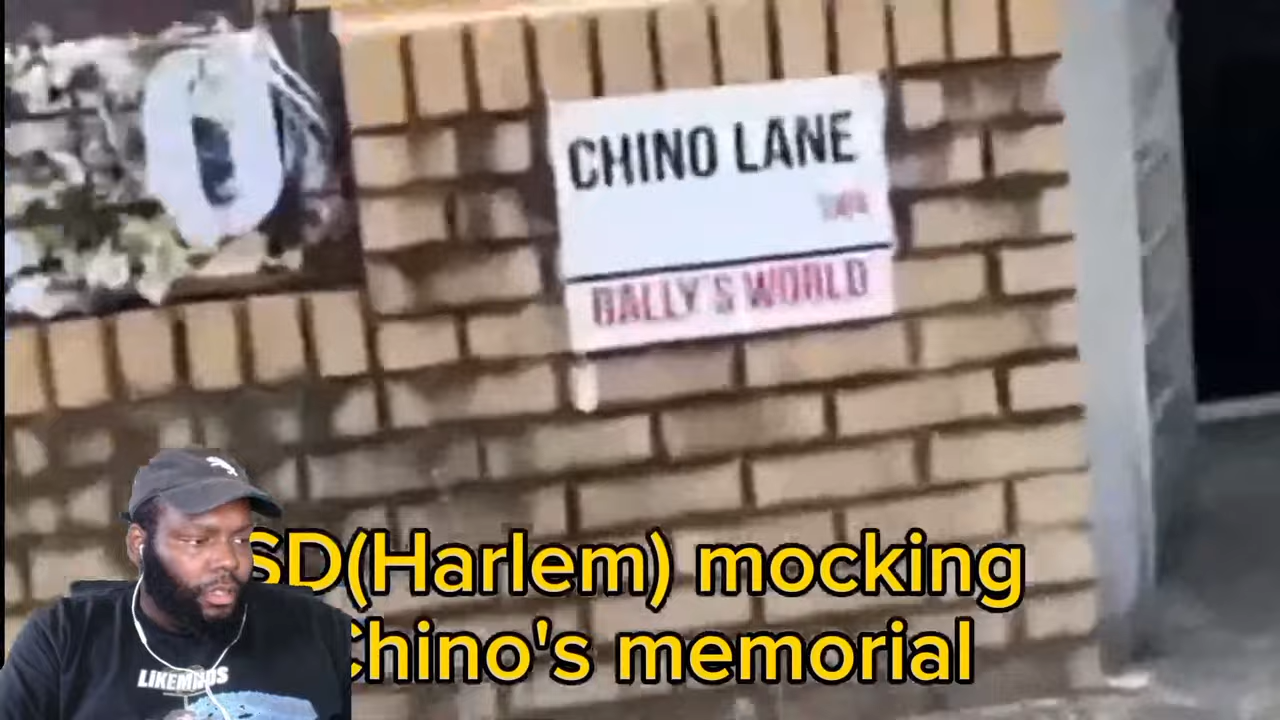 O
CHINO LANE
BALLY'S WORLD
SD(Harlem) mocking
Chino's memorial
LIKEMINDS